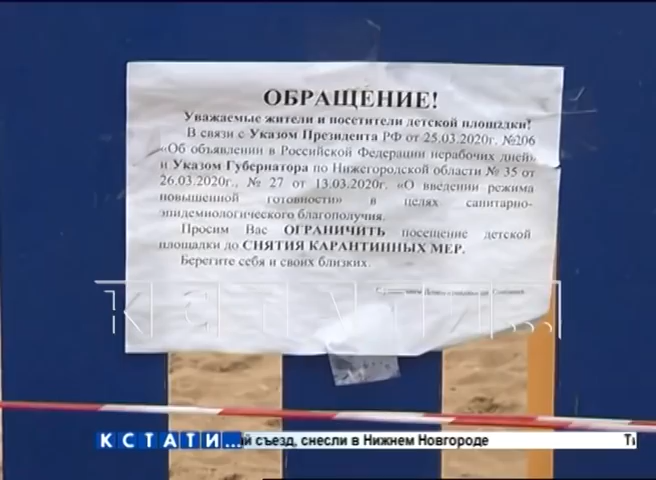 ОБРАЩЕНИЕ!
Уважаемые жители и посетители детской площадки!
В связи с Указом Президента РФ от 25.03.2020г. №206
«Об объявлении в Российской Федерации нерабочих дней»
и Указом Губернатора по Нижегородской области № 35 от
26.03.2020г., № 27 от 13.03.2020г. «О введении режима
повышенной готовности» в целях санитарно-
эпидемиологического благополучия.
Просим Вас ОГРАНИЧИТЬ посещение детской
площадки до СНЯТИЯ КАРАНТИННЫХ МЕР.
Берегите себя и своих близких.
КСТАТИ...
КСТАТИ... й съезд, снесли в Нижнем Новгороде